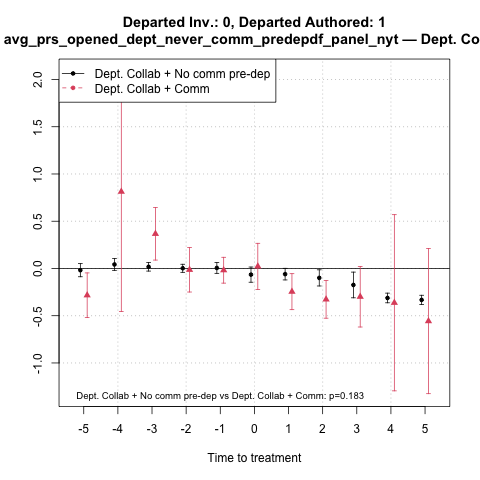 Departed Inv.: 0, Departed Authored: 1
avg_prs_opened_dept_never_comm_predepdf_panel_nyt — Dept. Co
Dept. Collab + No comm pre-dep
Dept. Collab + Comm
2.0
1.5
1.0
0.5
0.0
-0.5
-1.0
Dept. Collab + No comm pre-dep vs Dept. Collab + Comm: p=0.183
-5 -4 -3 -2 -1 0 1 2 3 4 5
Time to treatment